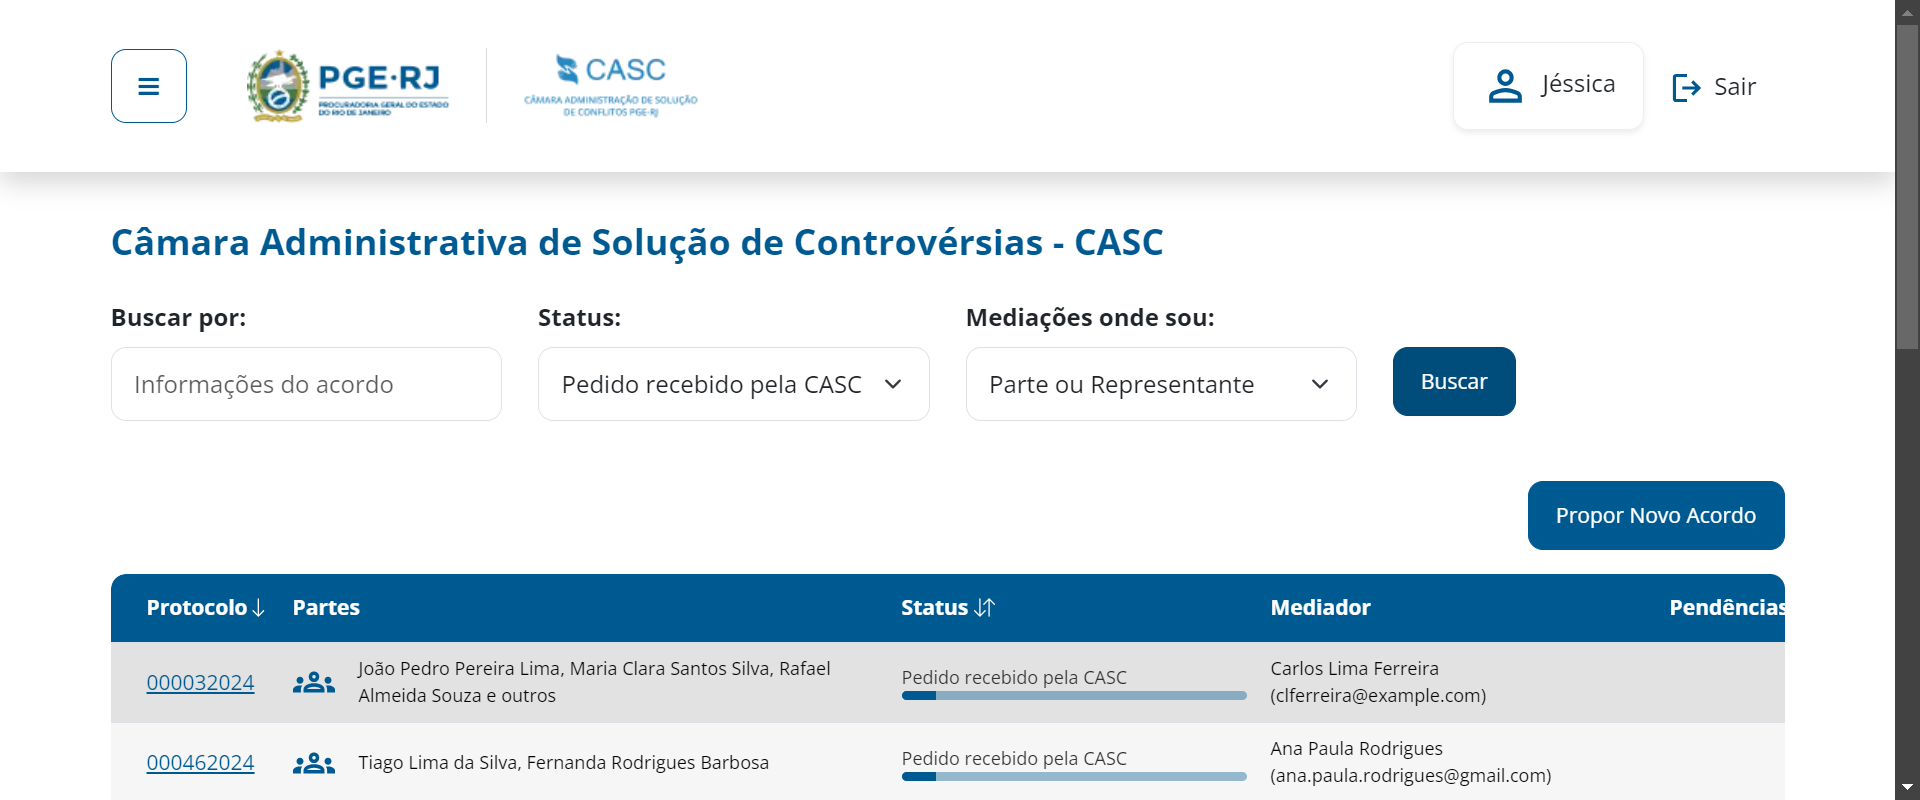 PGE·RJ
PROCURADORIA GERAL DO ESTADO
DO RIO DE JANEIRO
CASC
CÂMARA ADMINISTRAÇÃO DE SOLUÇÃO
DE CONFLITOS PGE-RJ
Jéssica
Sair
Câmara Administrativa de Solução de Controvérsias - CASC
Buscar por:
Status:
Mediações onde sou:
Informações do acordo
Pedido recebido pela CASC
Parte ou Representante
Buscar
Propor Novo Acordo
Protocolo Partes Status Mediador Pendências
000032024
João Pedro Pereira Lima, Maria Clara Santos Silva, Rafael
Almeida Souza e outros
Pedido recebido pela CASC
Carlos Lima Ferreira
(clferreira@example.com)
000462024
Tiago Lima da Silva, Fernanda Rodrigues Barbosa
Pedido recebido pela CASC
Ana Paula Rodrigues
(ana.paula.rodrigues@gmail.com)